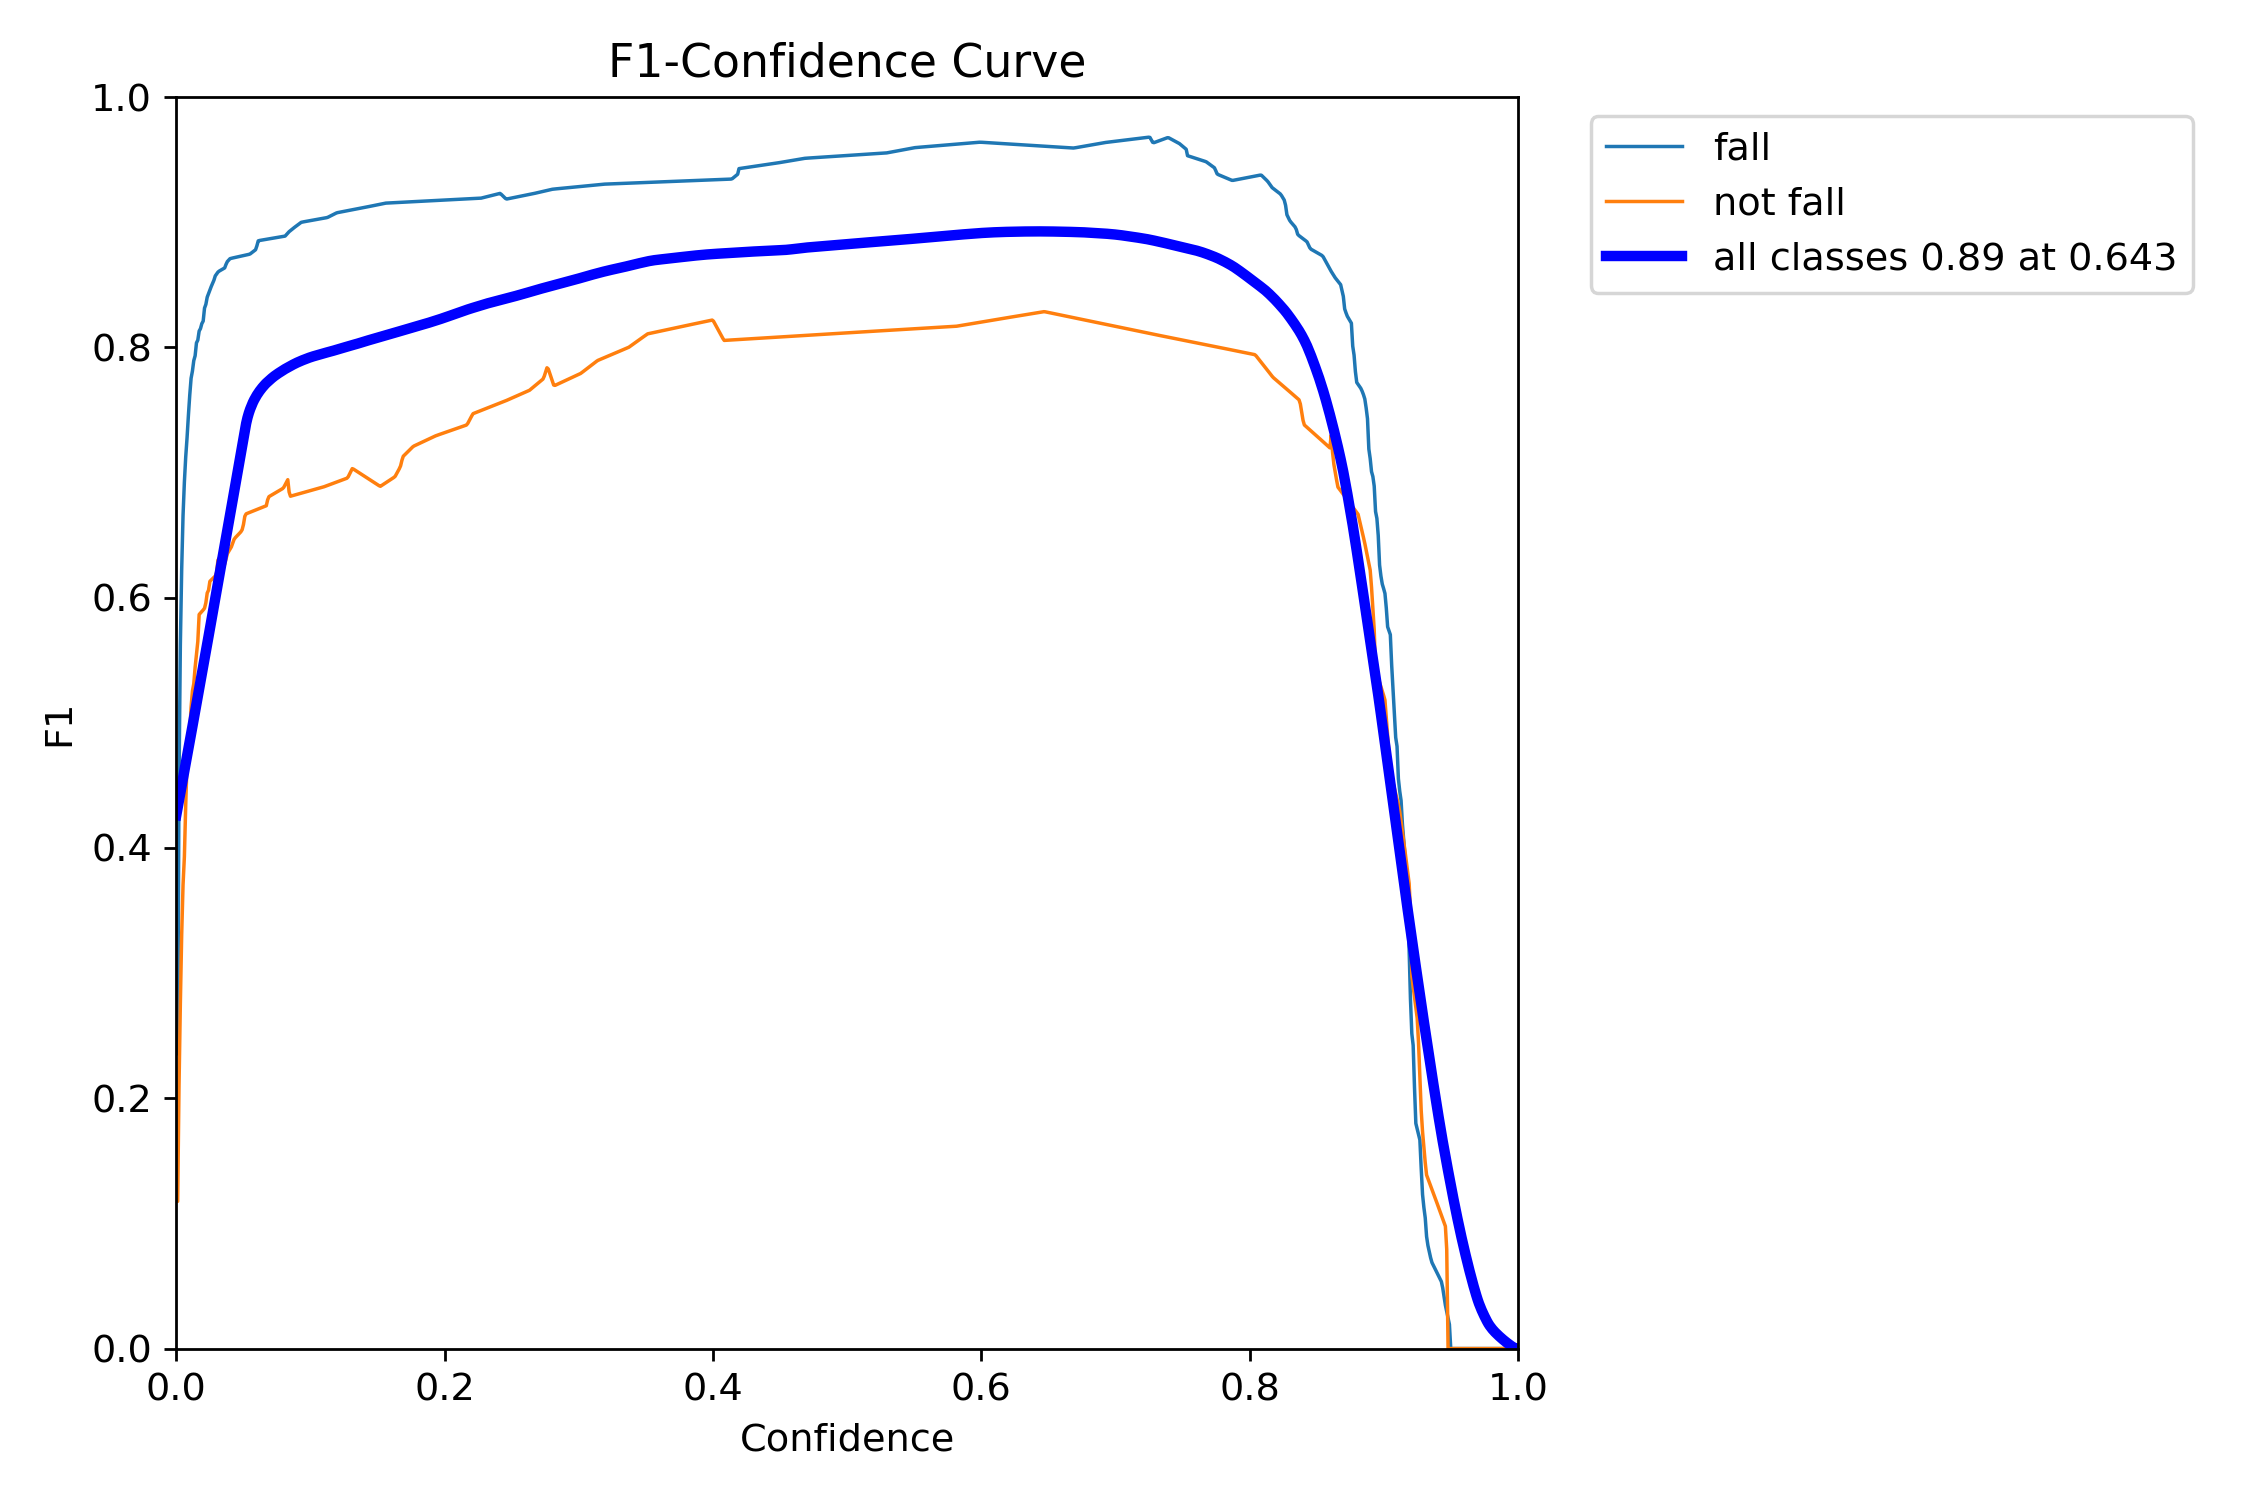 F1-Confidence Curve
1.0
0.8
0.6
0.4
0.2
0.0
F1
0.0 0.2 0.4 0.6 0.8 1.0
Confidence
fall
not fall
all classes 0.89 at 0.643